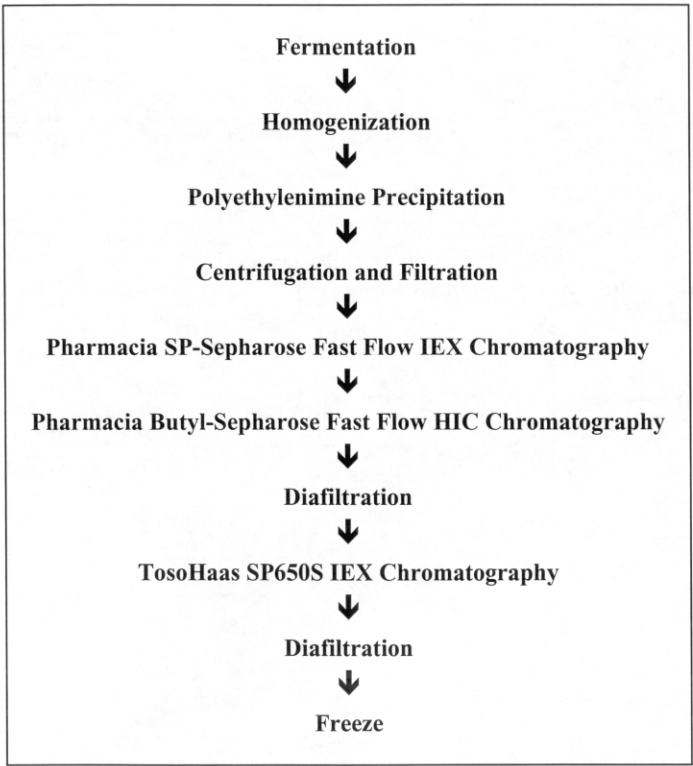 Fermentation
Homogenization
Polyethylenimine Precipitation
Centrifugation and Filtration
Pharmacia SP-Sepharose Fast Flow IEX Chromatography
Pharmacia Butyl-Sepharose Fast Flow HIC Chromatography
Diafiltration
TosoHaas SP650S IEX Chromatography
Diafiltration
Freeze